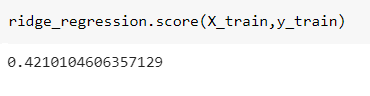 ridge_regression.score(X_train,y_train)
0.4210104606357129